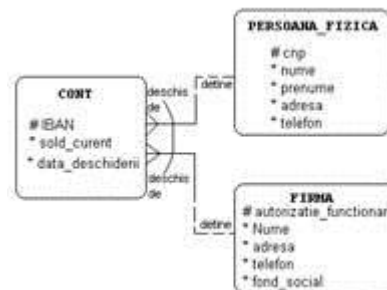 CONT
# IBAN
* sold_curent
* data_deschiderii
deschis
de
deschis
de
detine
detine
PERSOANA_FIZICA
# cnp
* nume
* prenume
* adresa
* telefon
FIRMA
# autorizatie_functionar
* Nume
* adresa
* telefon
* fond_social